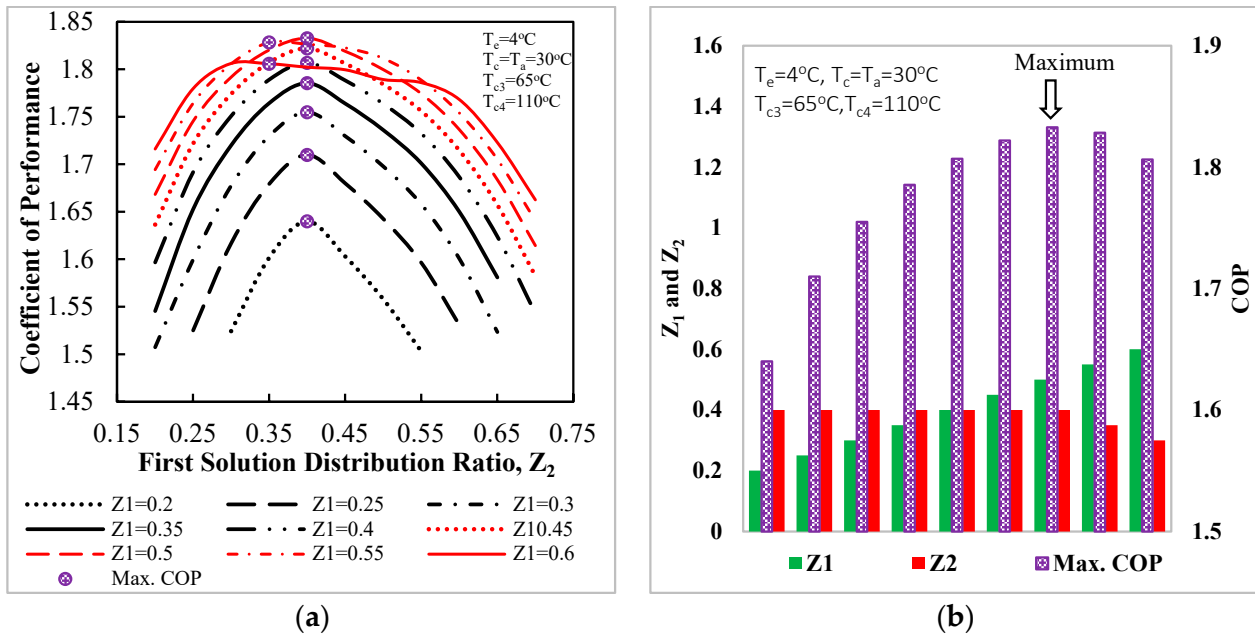 1.85
1.8
1.75
1.7
1.65
1.6
1.55
1.5
1.45
Coefficient of Performance
Tₑ=4ᵒC
T꜀=Tₐ=30ᵒC
T꜀₃=65ᵒC
T꜀₄=110ᵒC
0.15 0.25 0.35 0.45 0.55 0.65 0.75
First Solution Distribution Ratio, Z₂
Z1=0.2 Z1=0.25 Z1=0.3
Z1=0.35 Z1=0.4 Z10.45
Z1=0.5 Z1=0.55 Z1=0.6
Max. COP
(a)
1.6
1.4
1.2
1
0.8
0.6
0.4
0.2
0
Z₁ and Z₂
Tₑ=4ᴼC, T꜀=Tₐ=30ᴼC
T꜀₃=65ᴼC,T꜀₄=110ᴼC
Maximum
1.9
1.8
1.7
1.6
1.5
COP
Z1 Z2 Max. COP
(b)